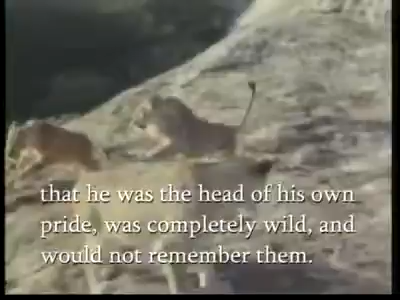 that he was the head of his own
pride, was completely wild, and
would not remember them.